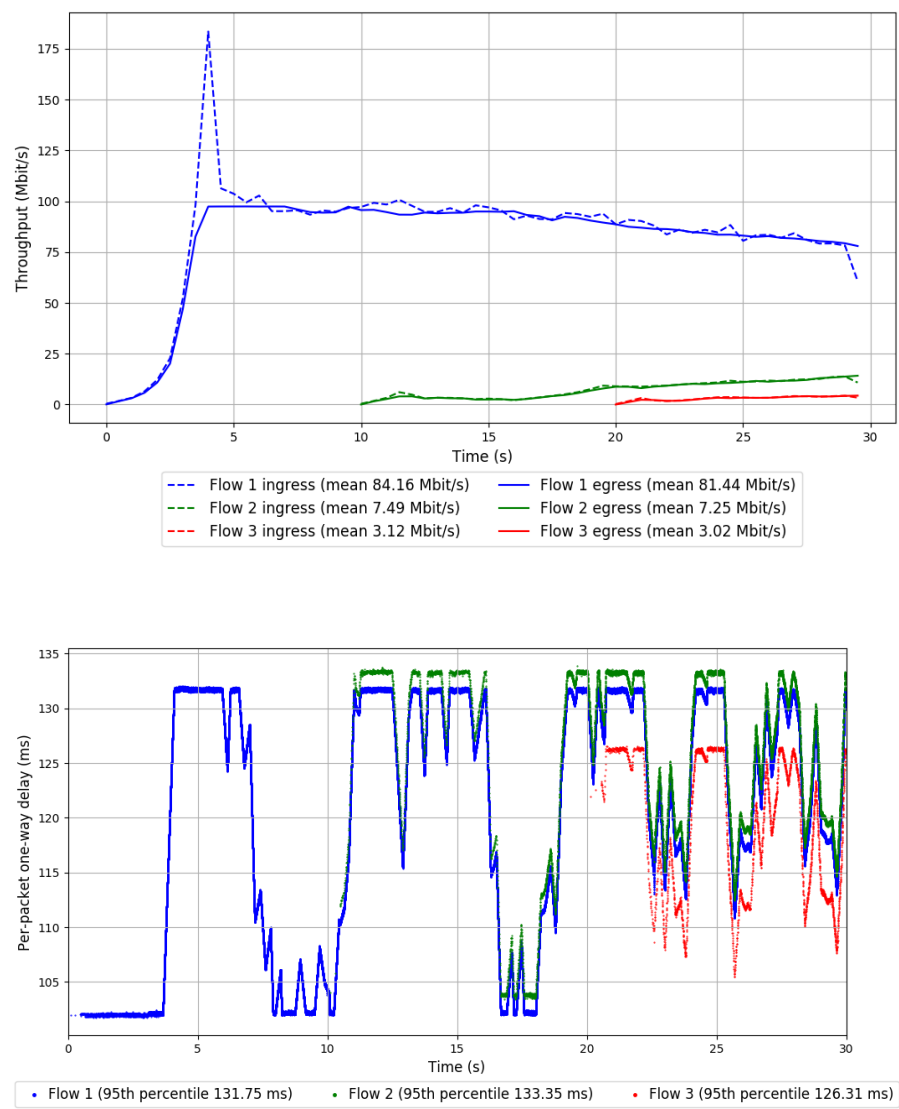 Throughput (Mbit/s)
175
150
125
100
75
50
25
0
0 5 10 15 20 25 30
Time (s)
Flow 1 ingress (mean 84.16 Mbit/s) Flow 1 egress (mean 81.44 Mbit/s)
Flow 2 ingress (mean 7.49 Mbit/s) Flow 2 egress (mean 7.25 Mbit/s)
Flow 3 ingress (mean 3.12 Mbit/s) Flow 3 egress (mean 3.02 Mbit/s)
Per-packet one-way delay (ms)
135
130
125
120
115
110
105
0 5 10 15 20 25 30
Time (s)
Flow 1 (95th percentile 131.75 ms) Flow 2 (95th percentile 133.35 ms) Flow 3 (95th percentile 126.31 ms)